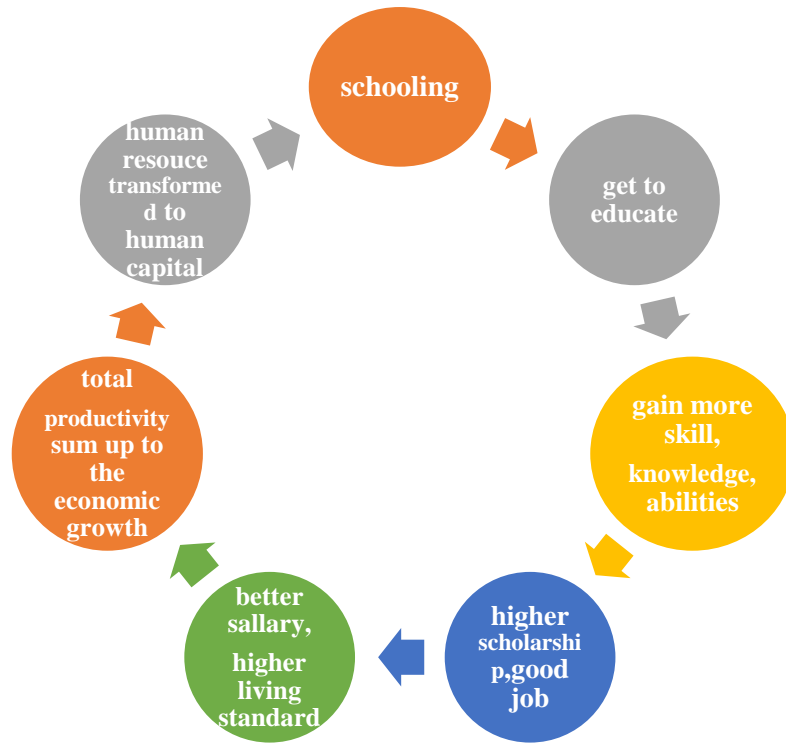 schooling
get to
educate
gain more
skill,
knowledge,
abilities
higher
scholarshi
p,good
job
better
sallary,
higher
living
standard
total
productivity
sum up to
the
economic
growth
human
resouce
transforme
d to
human
capital